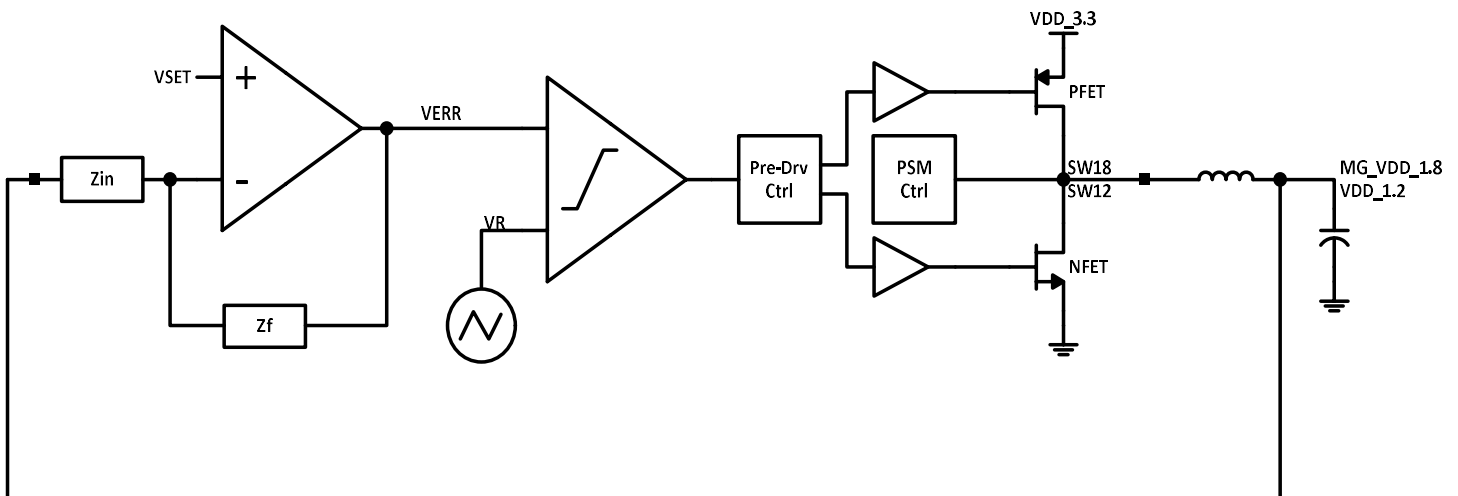 VDD_3.3
VSET
+
VERR
PFET
Zin
-
Pre-Drv
Ctrl
PSM
Ctrl
SW18
SW12
MG_VDD_1.8
VDD_1.2
VR
NFET
Zf